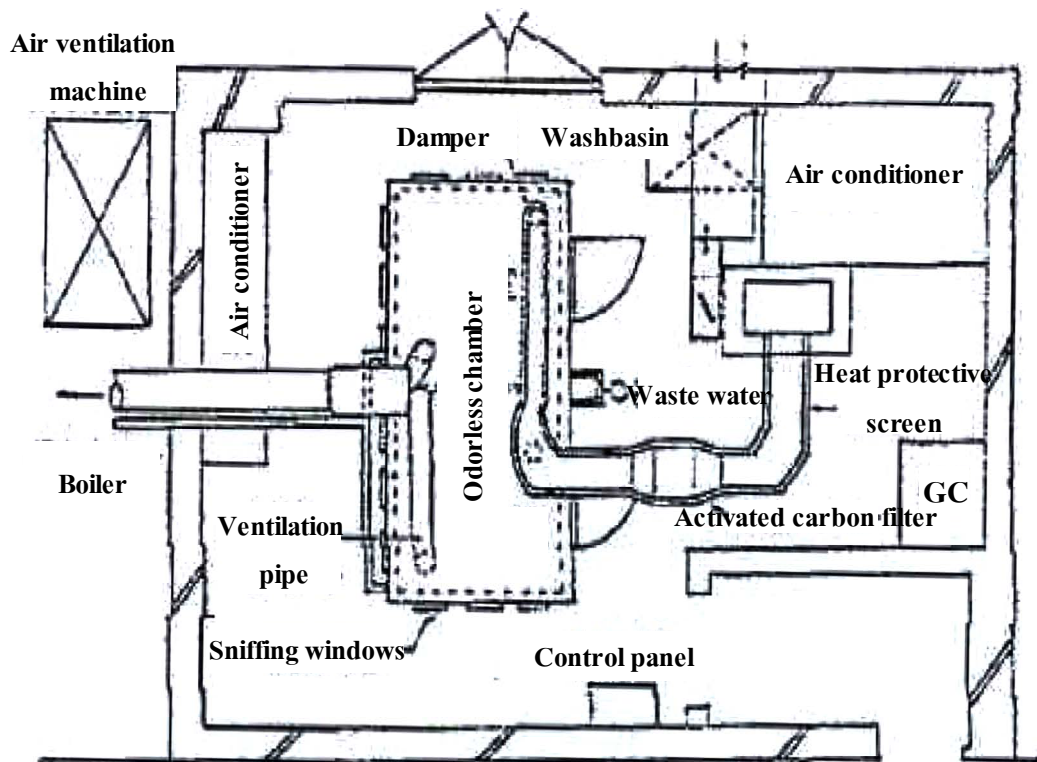 Air ventilation
machine
Damper
Washbasin
Air conditioner
Air conditioner
Odorless chamber
Waste water
Heat protective
screen
Boiler
GC
Activated carbon filter
Ventilation
pipe
Sniffing windows
Control panel